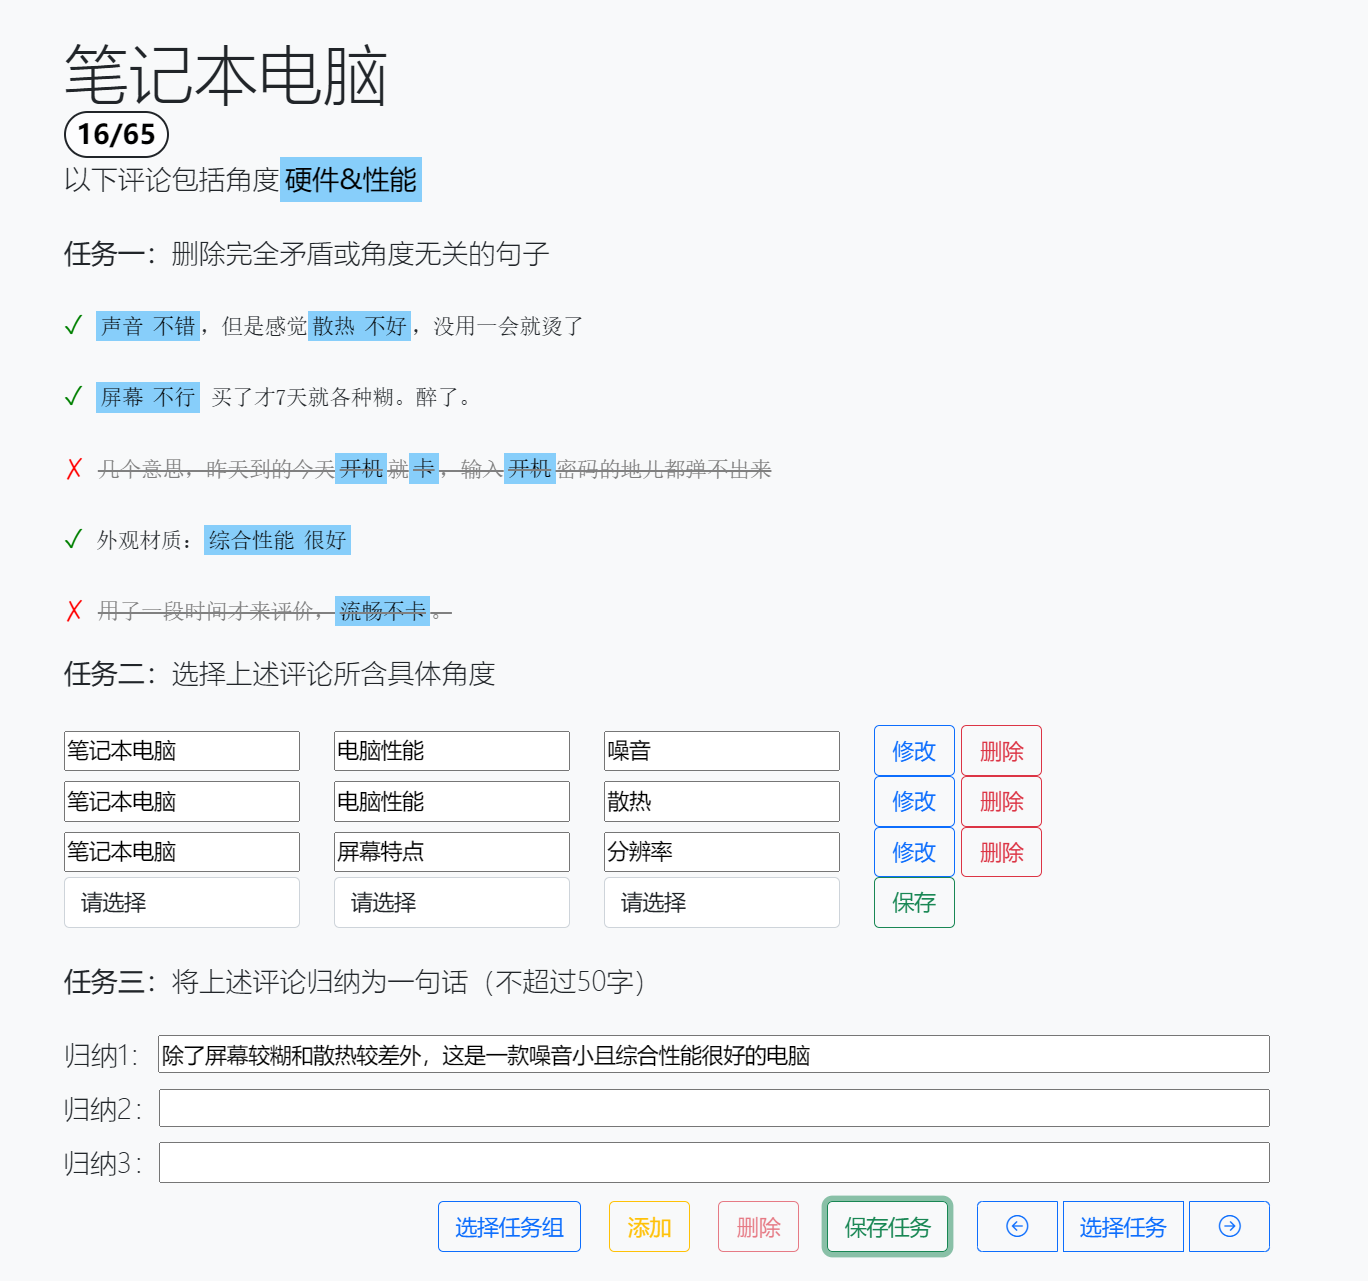 笔记本电脑
16/65
以下评论包括角度 硬件&性能
任务一：删除完全矛盾或角度无关的句子
✓ 声音 不错，但是感觉 散热 不好，没用一会就烫了
✓ 屏幕 不行 买了才7天就各种糊。醉了。
✗ 几个意思，昨天到的今天 开机 就 卡，输入 开机 密码的地儿都弹不出来
✓ 外观材质：综合性能 很好
✗ 用了一段时间才来评价，流畅不卡。
任务二：选择上述评论所含具体角度
笔记本电脑 电脑性能 噪音 修改 删除
笔记本电脑 电脑性能 散热 修改 删除
笔记本电脑 屏幕特点 分辨率 修改 删除
请选择 请选择 请选择 保存
任务三：将上述评论归纳为一句话（不超过50字）
归纳1： 除了屏幕较糊和散热较差外，这是一款噪音小且综合性能很好的电脑
归纳2：
归纳3：
选择任务组 添加 删除 保存任务 选择任务